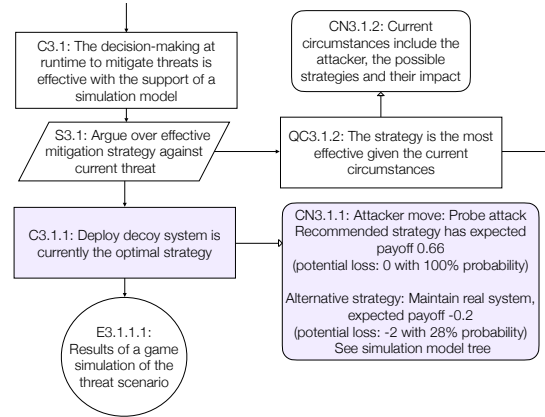 C3.1: The decision-making at
runtime to mitigate threats is
effective with the support of a
simulation model
CN3.1.2: Current
circumstances include the
attacker, the possible
strategies and their impact
S3.1: Argue over effective
mitigation strategy against
current threat
QC3.1.2: The strategy is the most
effective given the current
circumstances
C3.1.1: Deploy decoy system is
currently the optimal strategy
CN3.1.1: Attacker move: Probe attack
Recommended strategy has expected
payoff 0.66
(potential loss: 0 with 100% probability)
Alternative strategy: Maintain real system,
expected payoff -0.2
(potential loss: -2 with 28% probability)
See simulation model tree
E3.1.1.1:
Results of a game
simulation of the
threat scenario